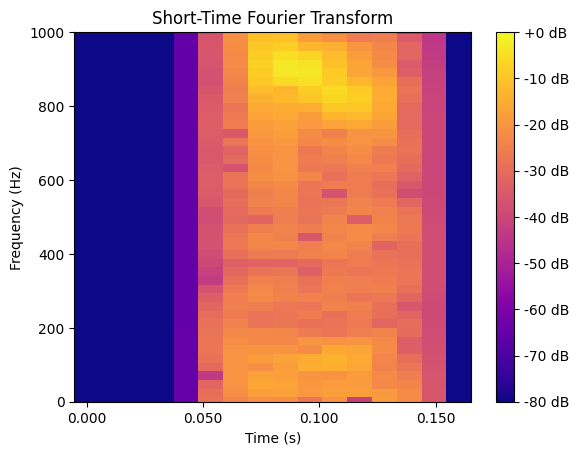 Short-Time Fourier Transform
1000
800
600
400
200
0
Frequency (Hz)
0.000
0.050
0.100
0.150
Time (s)
+0 dB
-10 dB
-20 dB
-30 dB
-40 dB
-50 dB
-60 dB
-70 dB
-80 dB